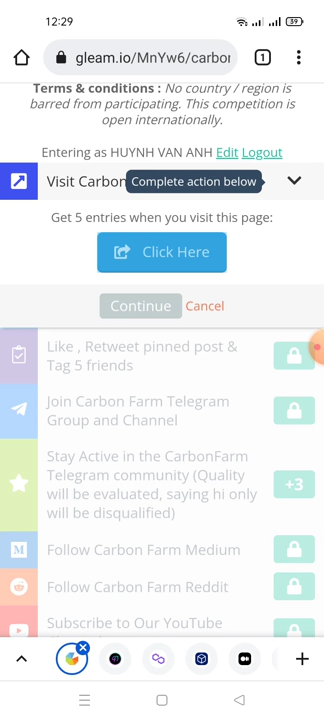 12:29
39
gleam.io/MnYw6/carbor
1
Terms & conditions : No country / region is
barred from participating. This competition is
open internationally.
Entering as HUYNH VAN ANH Edit Logout
Visit Carbon
Complete action below
Get 5 entries when you visit this page:
Click Here
Continue Cancel
Like , Retweet pinned post &
Tag 5 friends
Join Carbon Farm Telegram
Group and Channel
Stay Active in the CarbonFarm
Telegram community (Quality
will be evaluated, saying hi only
will be disqualified)
+3
Follow Carbon Farm Medium
Follow Carbon Farm Reddit
Subscribe to Our YouTube